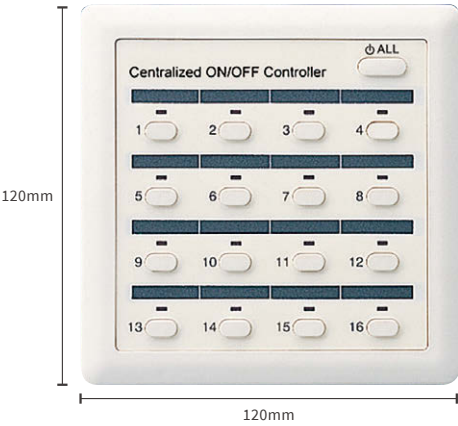 ALL
Centralized ON/OFF Controller
1 2 3 4
5 6 7 8
9 10 11 12
13 14 15 16
120mm
120mm